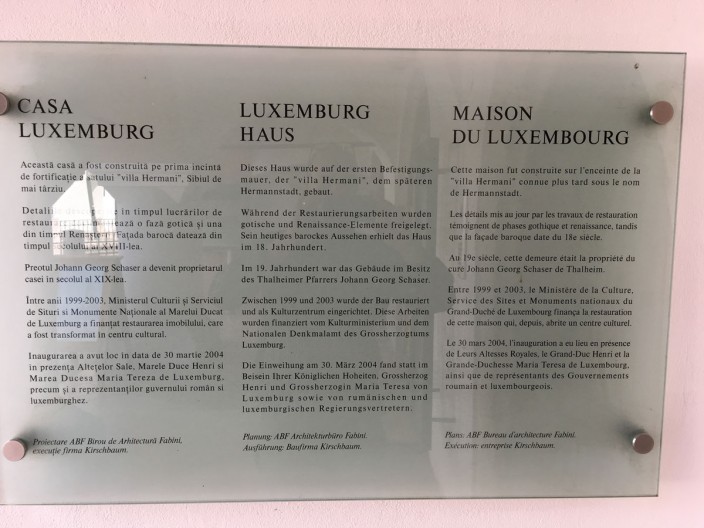 CASA
LUXEMBURG
Această casă a fost construită pe prima incintă
de fortificație a satului "villa Hermani", Sibiul de
mai târziu.
în timpul lucrărilor de
o fază gotică și una
din Fațada barocă datează din
timpul secolului al XVIII-lea.
Preotul Johann Georg Schaser a devenit proprietarul
casei în secolul al XIX-lea.
Între anii 1999-2003, Ministerul Culturii și Serviciul
de Situri și Monumente Naționale al Marelui Ducat
de Luxemburg a finanțat restaurarea imobilului, care
a fost transformat în centru cultural.
Inaugurarea a avut loc în data de 30 martie 2004
în prezența Altețelor Sale, Marele Duce Henri și
Marea Ducesa Maria Tereza de Luxemburg,
precum și a reprezentanților guvernului român si
luxemburghez.
Proiectare ABF Birou de Arhitectură Fabini,
execuție firma Kirschbaum.
LUXEMBURG
HAUS
Dieses Haus wurde auf der ersten Befestigungs-
mauer, der "villa Hermani", dem späteren
Hermannstadt, gebaut.
Während der Restaurierungsarbeiten wurden
gotische und Renaissance-Elemente freigelegt.
Sein heutiges barockes Aussehen erhielt das Haus
im 18. Jahrhundert.
Im 19. Jahrhundert war das Gebäude im Besitz
des Thalheimer Pfarrers Johann Georg Schaser.
Zwischen 1999 und 2003 wurde der Bau restauriert
und als Kulturzentrum eingerichtet. Diese Arbeiten
wurden finanziert vom Kulturministerium und dem
Nationalen Denkmalamt des Grossherzogtums
Luxemburg.
Die Einweihung am 30. März 2004 fand statt im
Beisein Ihrer Königlichen Hoheiten, Grossherzog
Henri und Grossherzogin Maria Teresa von
Luxemburg sowie von rumänischen und
luxemburgischen Regierungsvertretern.
Planung: ABF Architekturbüro Fabini.
Ausführung: Baufirma Kirschbaum.
MAISON
DU LUXEMBOURG
Cette maison fut construite sur l'enceinte de la
"villa Hermani" connue plus tard sous le nom
de Hermannstadt.
Les détails mis au jour par les travaux de restauration
témoignent de phases gothique et renaissance, tandis
que la façade baroque date du 18e siècle.
Au 19e siècle, cette demeure était la propriété du
cure Johann Georg Schaser de Thalheim.
Entre 1999 et 2003, le Ministère de la Culture,
Service des Sites et Monuments nationaux du
Grand-Duché de Luxembourg finança la restauration
de cette maison qui, depuis, abrite un centre culturel.
Le 30 mars 2004, l'inauguration a eu lieu en présence
de Leurs Altesses Royales, le Grand-Duc Henri et la
Grande-Duchesse Maria Teresa de Luxembourg,
ainsi que de représentants des Gouvernements
roumain et luxembourgeois.
Plans: ABF Bureau d'architecture Fabini.
Exécution: entreprise Kirschbaum.